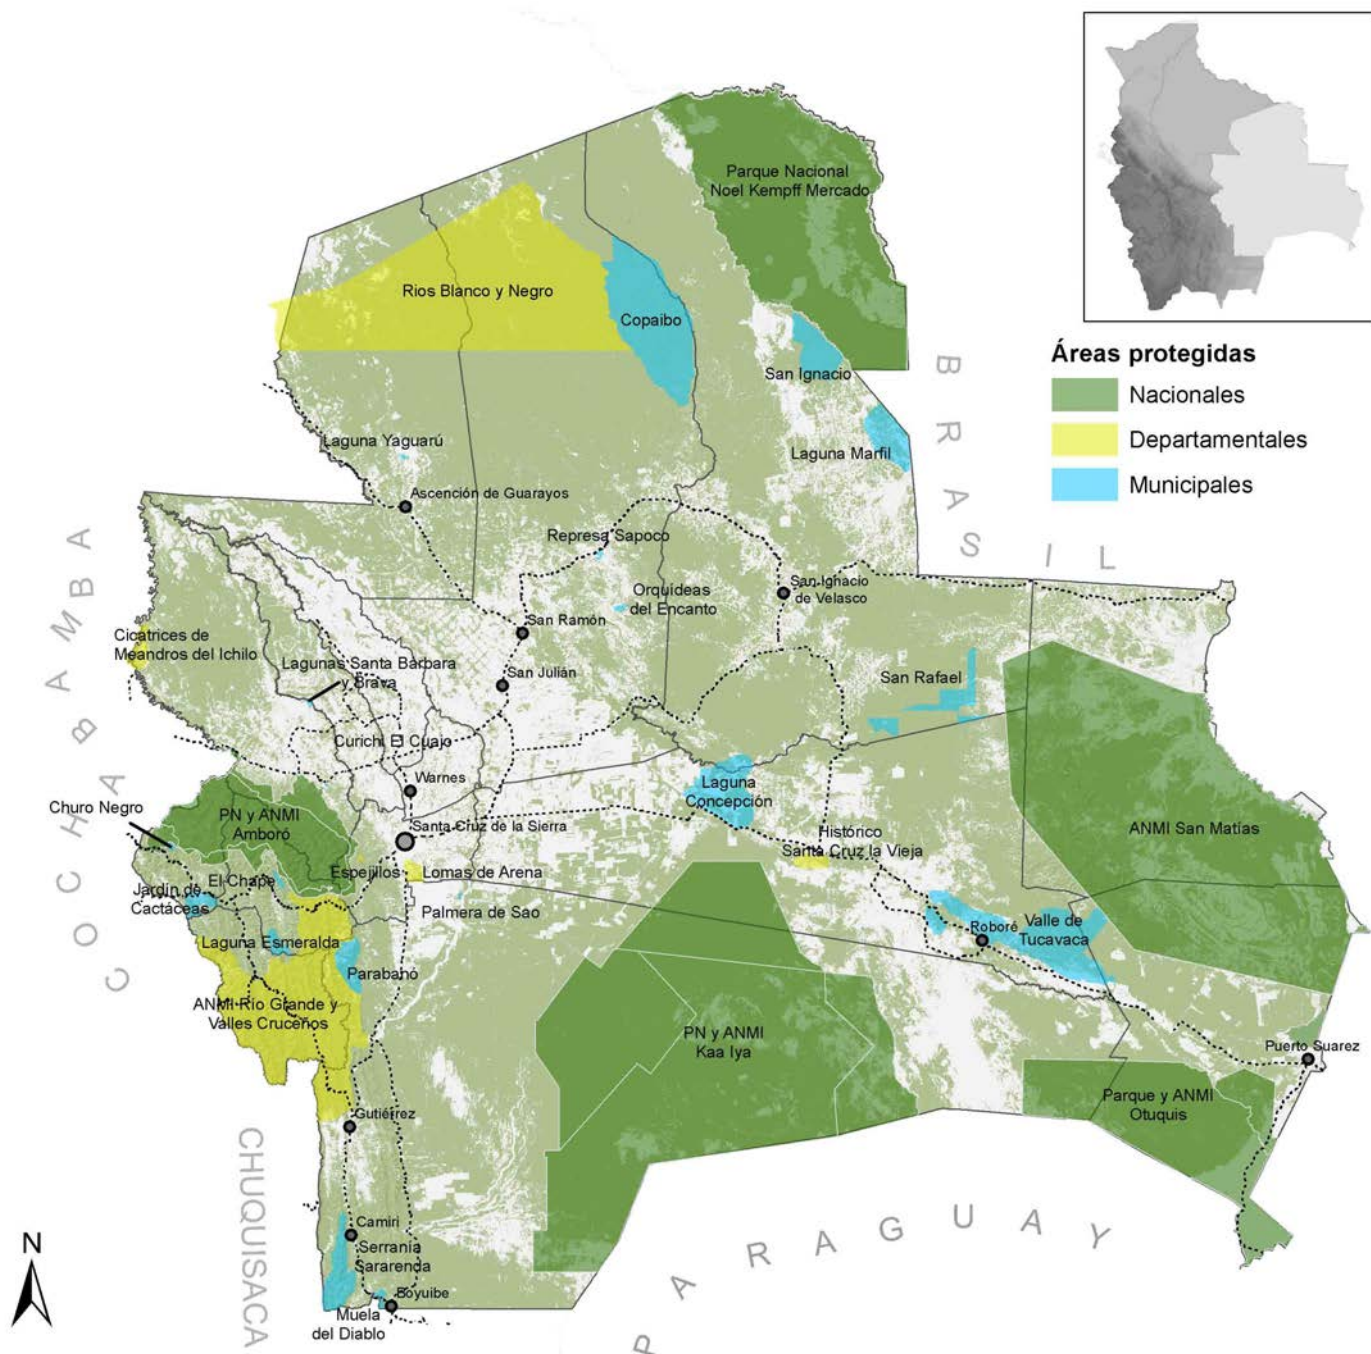 Parque Nacional
Noel Kempff Mercado
Rios Blanco y Negro
Copaibo
San Ignacio
Laguna Marfil
Áreas protegidas
Nacionales
Departamentales
Municipales
BRASIL
Laguna Yaguarú
Ascención de Guarayos
Represa Sapoco
Orquídeas
del Encanto
San Ignacio
de Velasco
San Ramón
Cicatrices de
Meandros del Ichilo
Lagunas Santa Bárbara
y Brava
San Julián
San Rafael
COCHABAMBA
Curichi El Cuajo
Warnes
Laguna
Concepción
Churo Negro
PN y ANMI
Amboró
Santa Cruz de la Sierra
Histórico
Santa Cruz la Vieja
ANMI San Matías
El Chape
Espejillos
Lomas de Arena
Jardín de
Cactáceas
Palmera de Sao
Laguna Esmeralda
Parabanó
Roboré
Valle de
Tucavaca
ANMI Río Grande y
Valles Cruceños
PN y ANMI
Kaa Iya
Puerto Suarez
Parque y ANMI
Otuquis
Gutiérrez
CHUQUISACA
Camiri
Serranía
Sararenda
Boyuibe
Muela
del Diablo
PARAGUAY
N